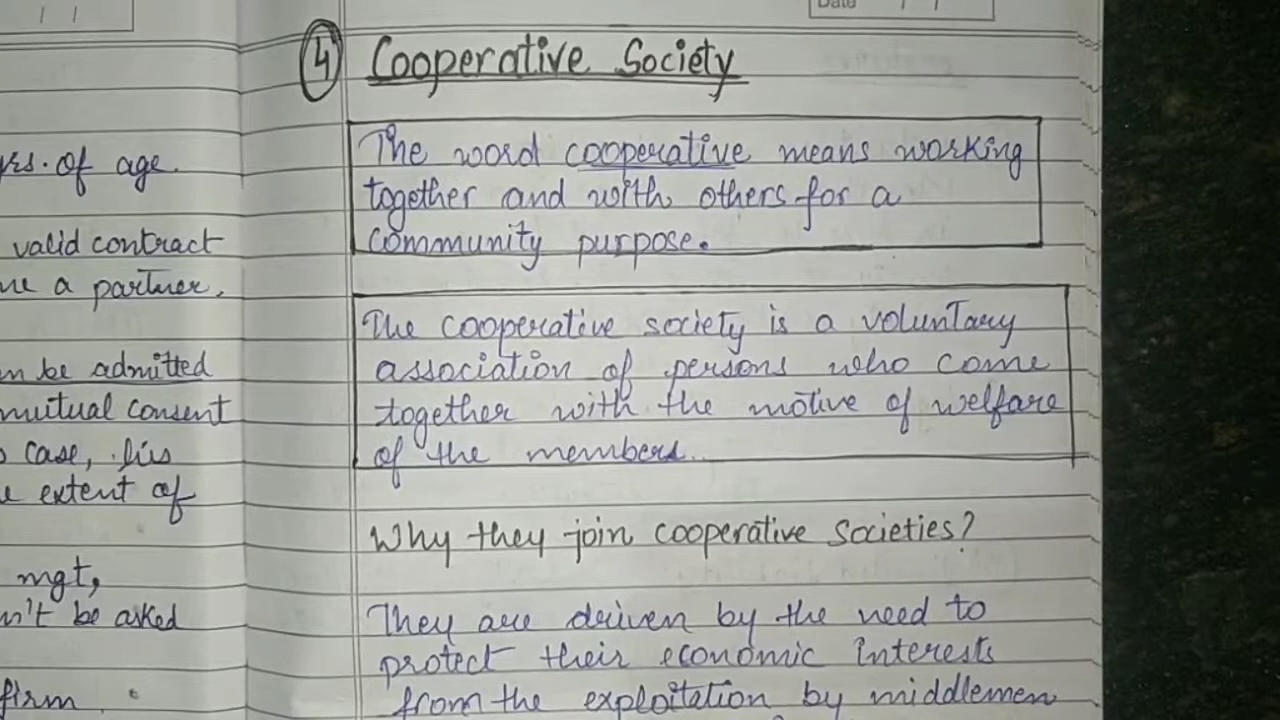 Date
yrs. of age.
valid contract
a partner.
be admitted
mutual consent
case, his
extent of
mgt,
be asked
firm
4 Cooperative Society
The word cooperative means working
together and with others for a
community purpose.
The cooperative society is a voluntary
association of persons who come
together with the motive of welfare
of the members.
Why they join cooperative societies?
They are driven by the need to
protect their economic interests
from the exploitation by middlemen